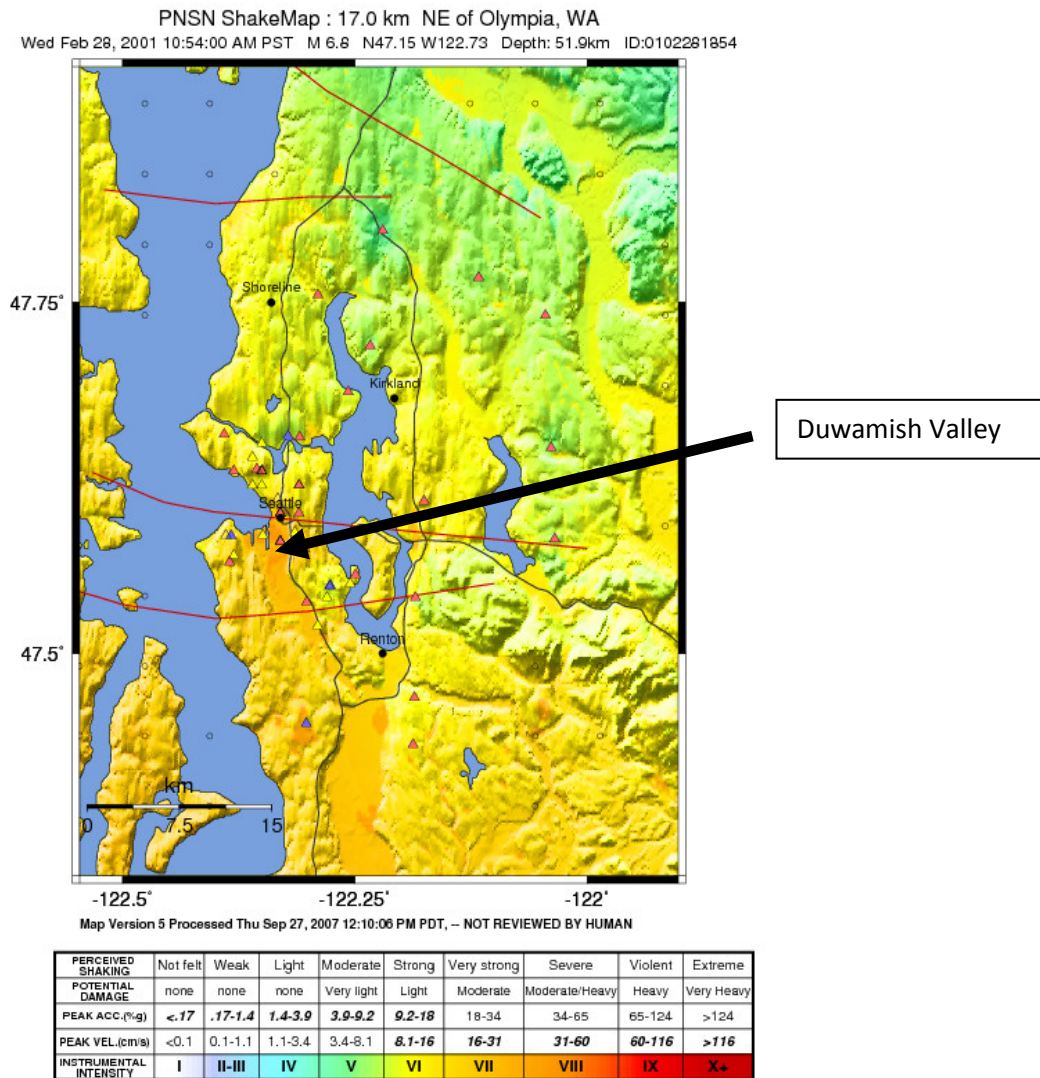 PNSN ShakeMap : 17.0 km NE of Olympia, WA
Wed Feb 28, 2001 10:54:00 AM PST M 6.8 N47.15 W122.73 Depth: 51.9km ID:0102281854
Shoreline
47.75°
Kirkland
Duwamish Valley
Seattle
Renton
47.5°
km
0 7.5 15
-122.5° -122.25° -122°
Map Version 5 Processed Thu Sep 27, 2007 12:10:06 PM PDT, -- NOT REVIEWED BY HUMAN
PERCEIVED SHAKING Not felt Weak Light Moderate Strong Very strong Severe Violent Extreme
POTENTIAL DAMAGE none none none Very light Light Moderate Moderate/Heavy Heavy Very Heavy
PEAK ACC.(%g) <.17 .17-1.4 1.4-3.9 3.9-9.2 9.2-18 18-34 34-65 65-124 >124
PEAK VEL.(cm/s) <0.1 0.1-1.1 1.1-3.4 3.4-8.1 8.1-16 16-31 31-60 60-116 >116
INSTRUMENTAL INTENSITY I II-III IV V VI VII VIII IX X+